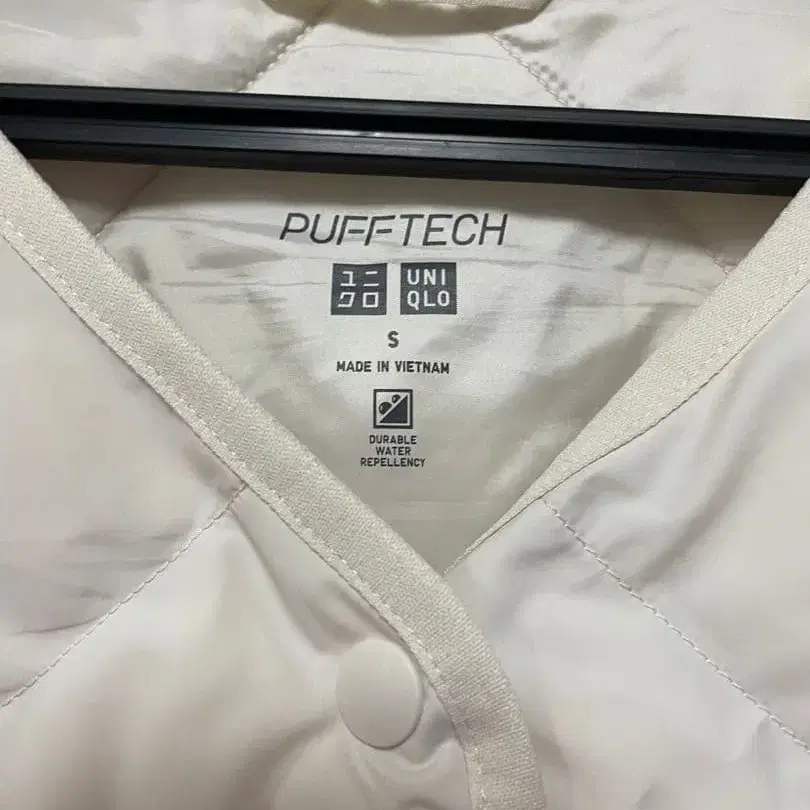 PUFFTECH
ユニ UNI
クロ QLO
S
MADE IN VIETNAM
DURABLE
WATER
REPELLENCY